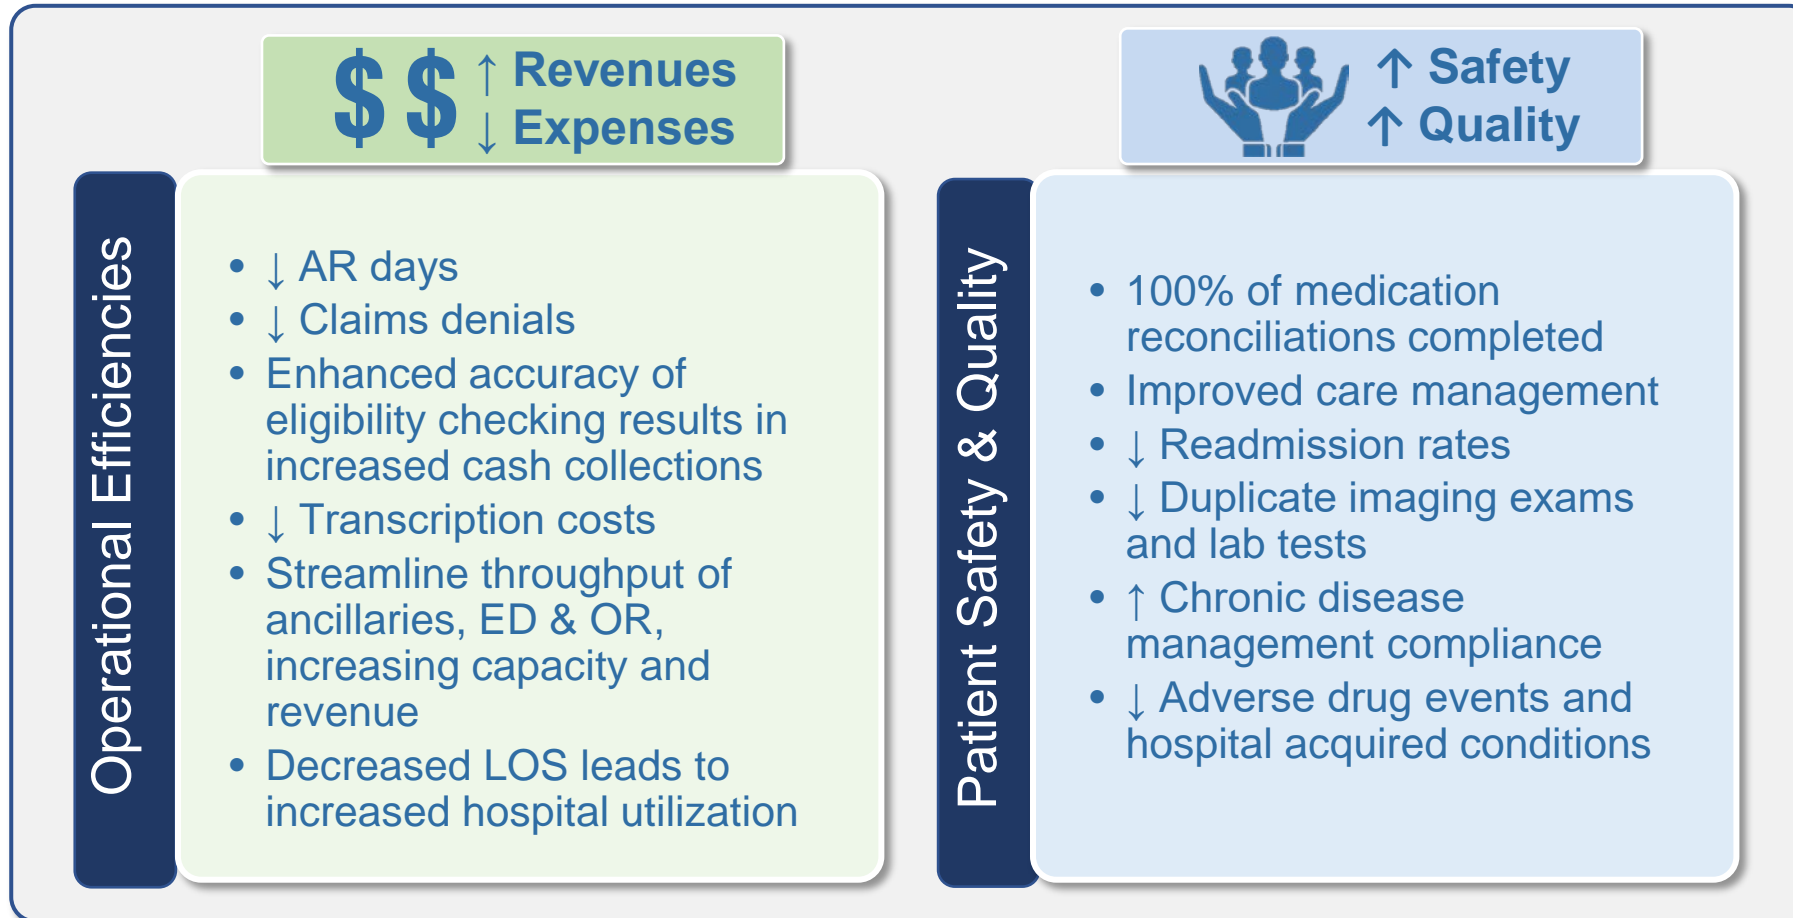 $ $ ↑ Revenues
↓ Expenses
Operational Efficiencies
• ↓ AR days
• ↓ Claims denials
• Enhanced accuracy of
eligibility checking results in
increased cash collections
• ↓ Transcription costs
• Streamline throughput of
ancillaries, ED & OR,
increasing capacity and
revenue
• Decreased LOS leads to
increased hospital utilization
↑ Safety
↑ Quality
Patient Safety & Quality
• 100% of medication
reconciliations completed
• Improved care management
• ↓ Readmission rates
• ↓ Duplicate imaging exams
and lab tests
• ↑ Chronic disease
management compliance
• ↓ Adverse drug events and
hospital acquired conditions